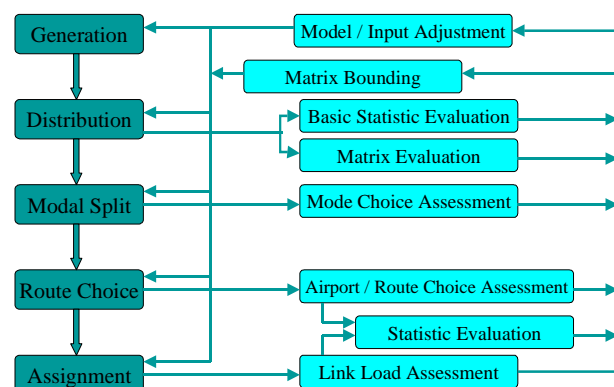 Generation
Model / Input Adjustment
Matrix Bounding
Distribution
Basic Statistic Evaluation
Matrix Evaluation
Modal Split
Mode Choice Assessment
Route Choice
Airport / Route Choice Assessment
Statistic Evaluation
Assignment
Link Load Assessment